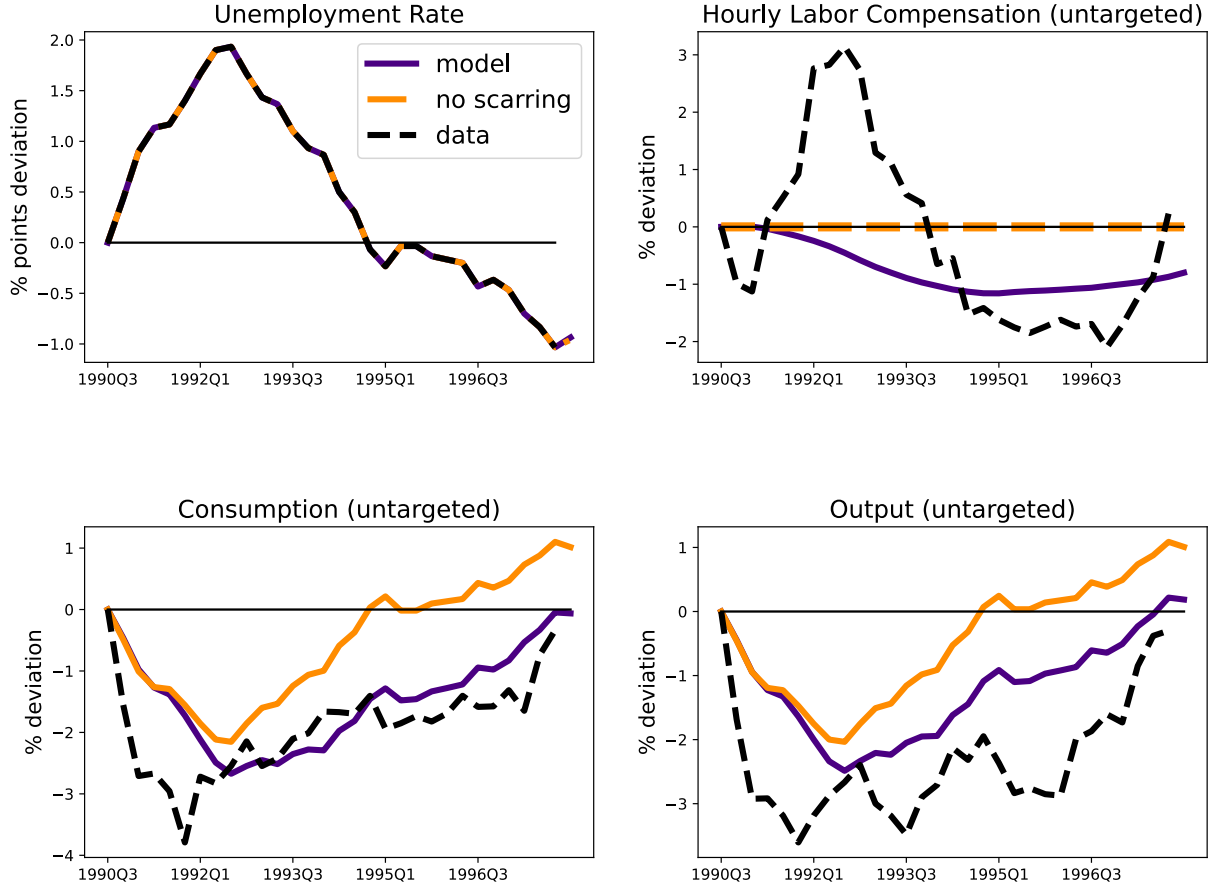 Unemployment Rate
% points deviation
2.0
1.5
1.0
0.5
0.0
−0.5
−1.0
1990Q3 1992Q1 1993Q3 1995Q1 1996Q3
model
no scarring
data
Hourly Labor Compensation (untargeted)
% deviation
3
2
1
0
−1
−2
1990Q3 1992Q1 1993Q3 1995Q1 1996Q3
Consumption (untargeted)
% deviation
1
0
−1
−2
−3
−4
1990Q3 1992Q1 1993Q3 1995Q1 1996Q3
Output (untargeted)
% deviation
1
0
−1
−2
−3
1990Q3 1992Q1 1993Q3 1995Q1 1996Q3